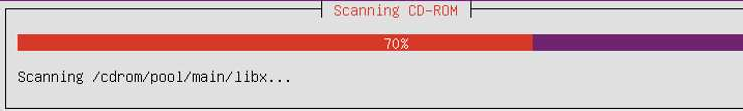 Scanning CD-ROM
70%
Scanning /cdrom/pool/main/libx...